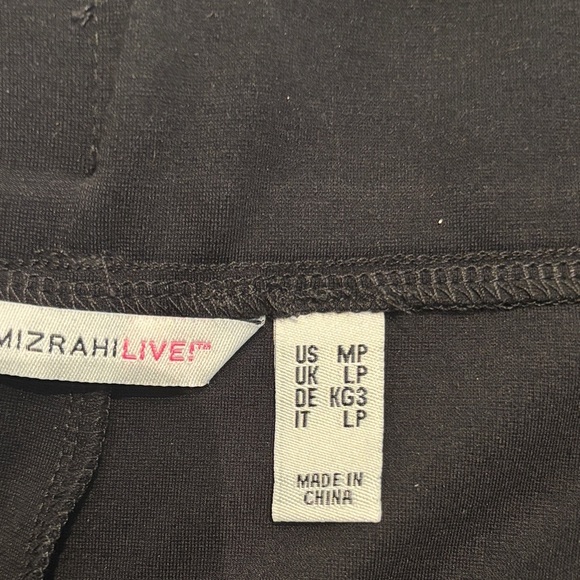 MIZRAHILIVE!™
US MP
UK LP
DE KG3
IT LP
MADE IN
CHINA